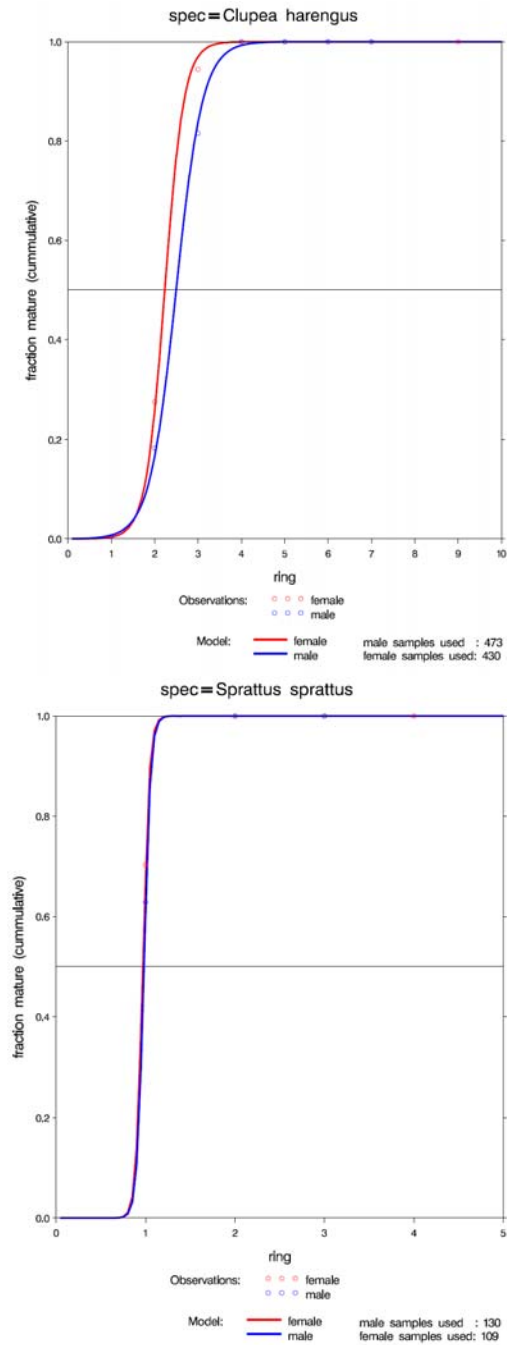 spec=Clupea harengus
1.0
0.8
0.6
0.4
0.2
0.0
fraction mature (cummulative)
0 1 2 3 4 5 6 7 8 9 10
ring
Observations: female
male
Model: female male samples used : 473
male female samples used: 430
spec=Sprattus sprattus
1.0
0.8
0.6
0.4
0.2
0.0
fraction mature (cummulative)
0 1 2 3 4 5
ring
Observations: female
male
Model: female male samples used : 130
male female samples used: 109